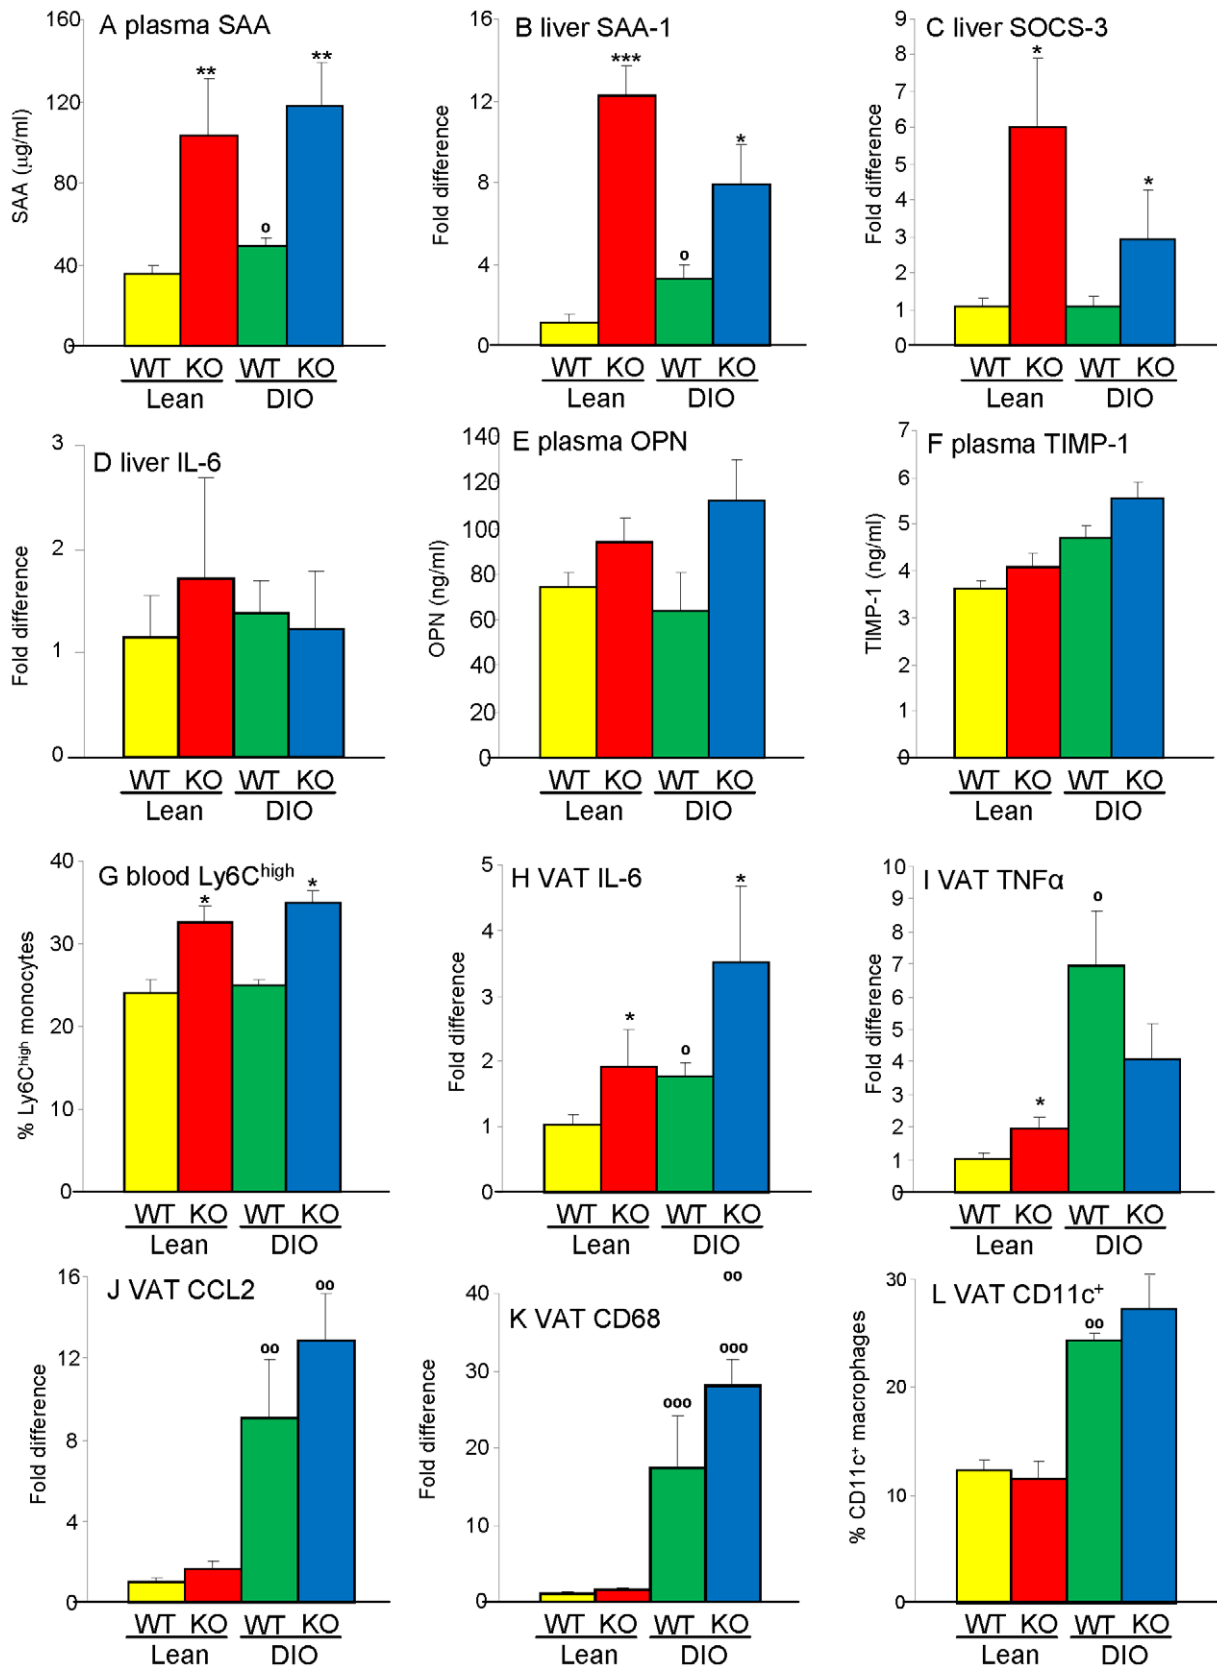 A plasma SAA
SAA (µg/ml)
160
120
80
40
0
**
o
**
WT KO WT KO
Lean DIO
B liver SAA-1
Fold difference
16
12
8
4
0
***
o
*
WT KO WT KO
Lean DIO
C liver SOCS-3
Fold difference
9
8
7
6
5
4
3
2
1
0
*
*
WT KO WT KO
Lean DIO
D liver IL-6
Fold difference
3
2
1
0
WT KO WT KO
Lean DIO
E plasma OPN
OPN (ng/ml)
140
120
100
80
60
40
20
0
WT KO WT KO
Lean DIO
F plasma TIMP-1
TIMP-1 (ng/ml)
7
6
5
4
3
2
1
0
WT KO WT KO
Lean DIO
G blood Ly6Chigh
% Ly6Chigh monocytes
40
30
20
10
0
*
*
WT KO WT KO
Lean DIO
H VAT IL-6
Fold difference
5
4
3
2
1
0
*
o
*
WT KO WT KO
Lean DIO
I VAT TNFα
Fold difference
10
9
8
7
6
5
4
3
2
1
0
*
o
WT KO WT KO
Lean DIO
J VAT CCL2
Fold difference
16
12
8
4
0
oo
oo
WT KO WT KO
Lean DIO
K VAT CD68
Fold difference
40
30
20
10
0
oo
ooo
ooo
WT KO WT KO
Lean DIO
L VAT CD11c+
% CD11c+ macrophages
30
20
10
0
oo
WT KO WT KO
Lean DIO